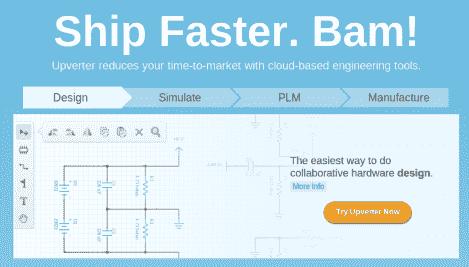 Ship Faster. Bam!
Upverter reduces your time-to-market with cloud-based engineering tools.
Design
Simulate
PLM
Manufacture
The easiest way to do
collaborative hardware design.
More info
Try Upverter Now